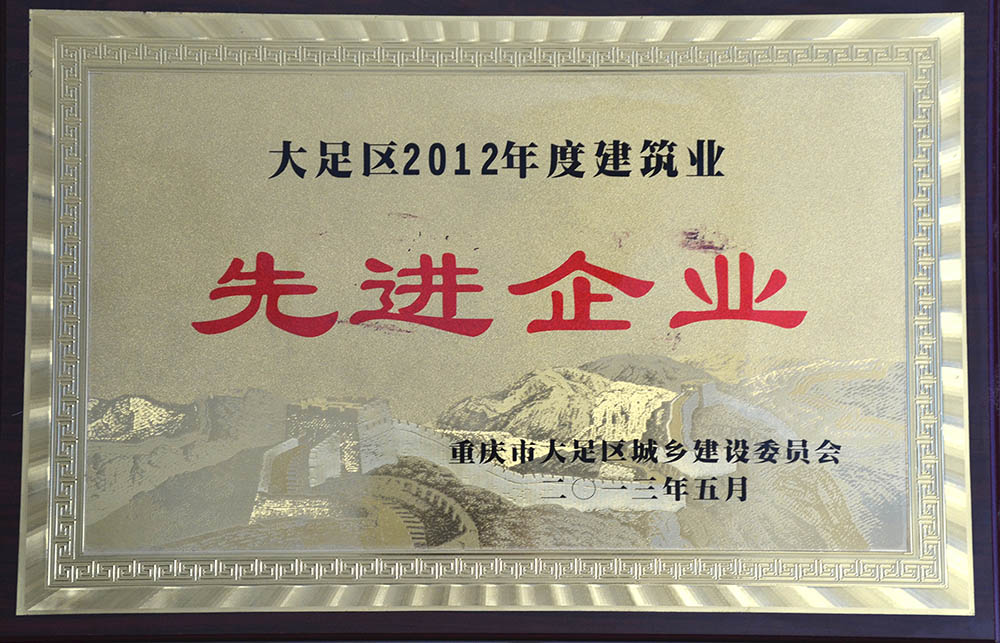 大足区2012年度建筑业
先进企业
重庆市大足区城乡建设委员会
二〇一三年五月